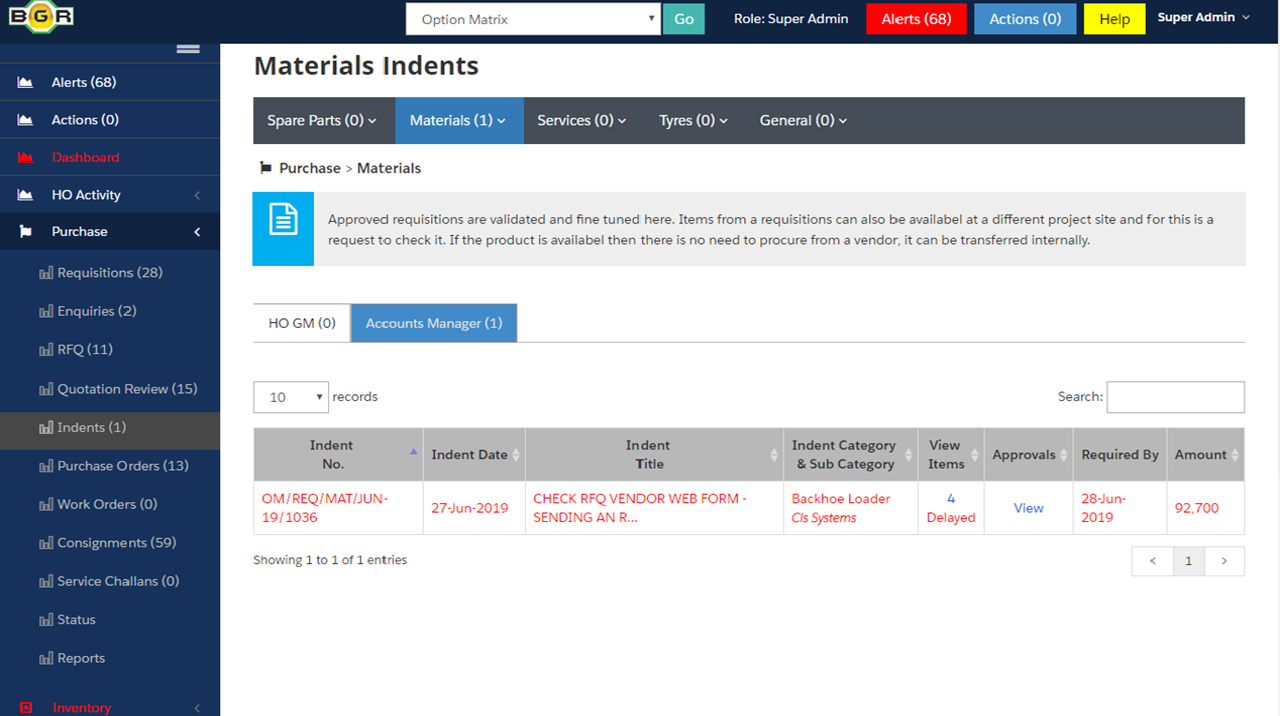 BGR
Option Matrix
Go
Role: Super Admin
Alerts (68)
Actions (0)
Help
Super Admin
Alerts (68)
Actions (0)
Dashboard
HO Activity
Purchase
Requisitions (28)
Enquiries (2)
RFQ (11)
Quotation Review (15)
Indents (1)
Purchase Orders (13)
Work Orders (0)
Consignments (59)
Service Challans (0)
Status
Reports
Inventory
Materials Indents
Spare Parts (0)
Materials (1)
Services (0)
Tyres (0)
General (0)
Purchase > Materials
Approved requisitions are validated and fine tuned here. Items from a requisitions can also be availabel at a different project site and for this is a
request to check it. If the product is availabel then there is no need to procure from a vendor, it can be transferred internally.
HO GM (0)
Accounts Manager (1)
10 records
Search:
Indent
No.
Indent Date
Indent
Title
Indent Category
& Sub Category
View
Items
Approvals
Required By
Amount
OM/REQ/MAT/JUN-
19/1036
27-Jun-2019
CHECK RFQ VENDOR WEB FORM -
SENDING AN R...
Backhoe Loader
Cls Systems
4
Delayed
View
28-Jun-
2019
92,700
Showing 1 to 1 of 1 entries
< 1 >